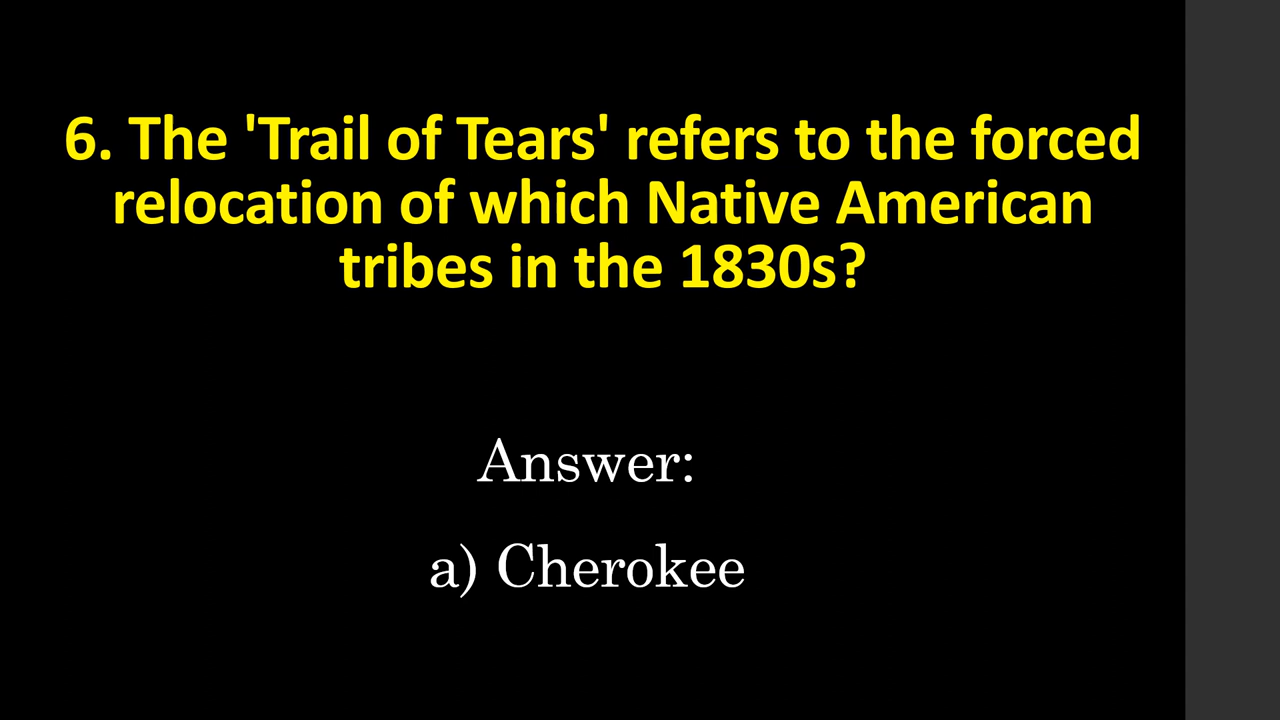 6. The 'Trail of Tears' refers to the forced
relocation of which Native American
tribes in the 1830s?
Answer:
a) Cherokee